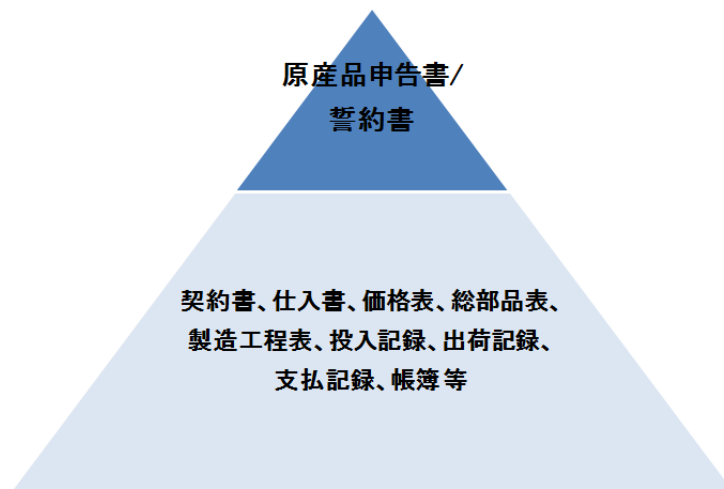 原産品申告書/
誓約書
契約書、仕入書、価格表、総部品表、
製造工程表、投入記録、出荷記録、
支払記録、帳簿等